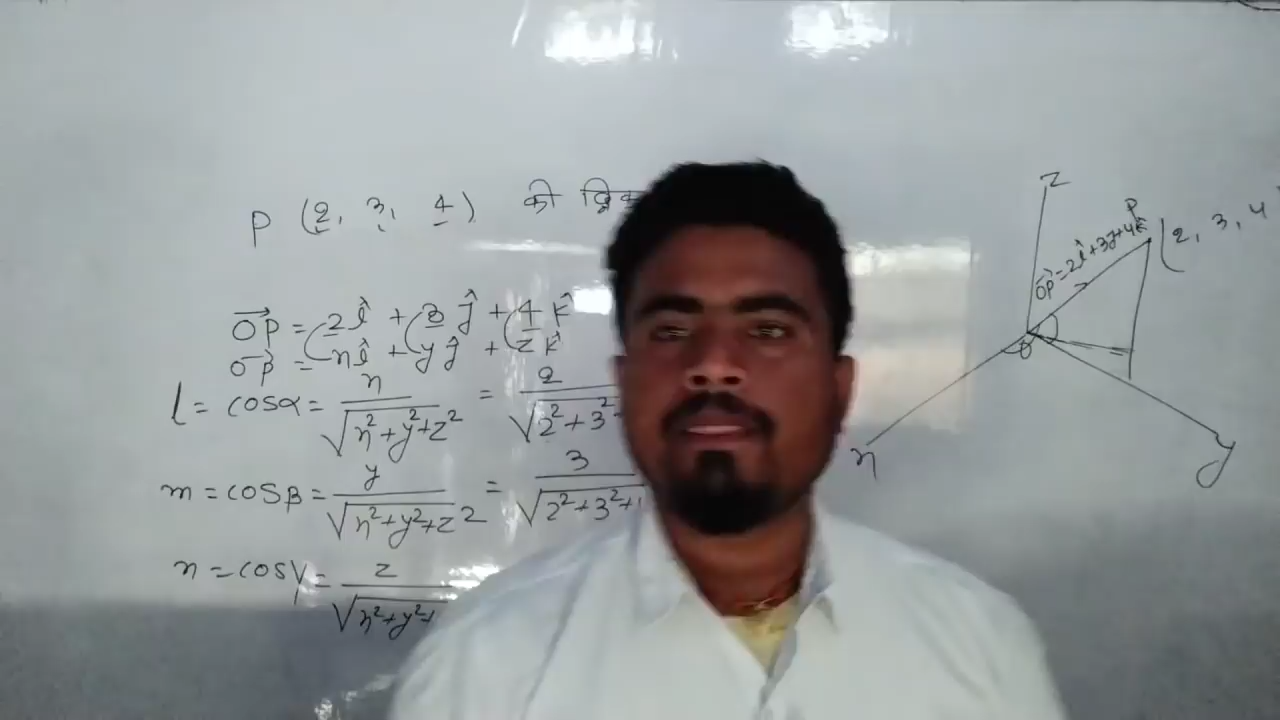 P (2, 3, 4) की
OP→ = 2î + 3ĵ + 4k̂
OP→ = xî + yĵ + zk̂
l = cosα = x/√x²+y²+z² = 2/√2²+3²
m = cosβ = y/√x²+y²+z² = 3/√2²+3²+
n = cosγ = z/√x²+y²+
z
P (2, 3, 4
OP→ = 2î+3ĵ+4k̂
θ
x
y